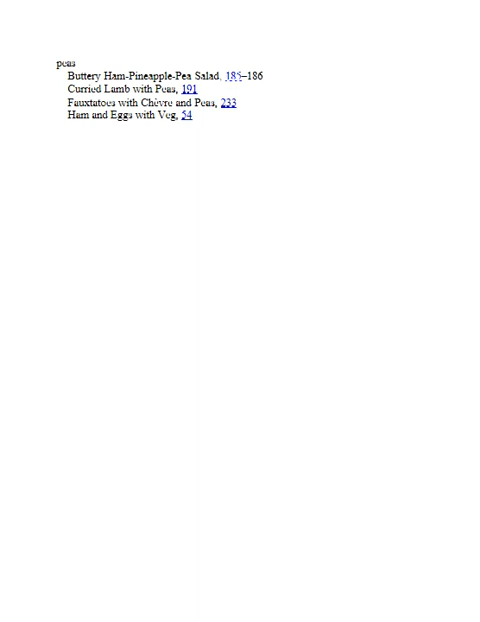 peas
Buttery Ham-Pineapple-Pea Salad, 185–186
Curried Lamb with Peas, 191
Fauxtatoes with Chèvre and Peas, 233
Ham and Eggs with Veg, 54